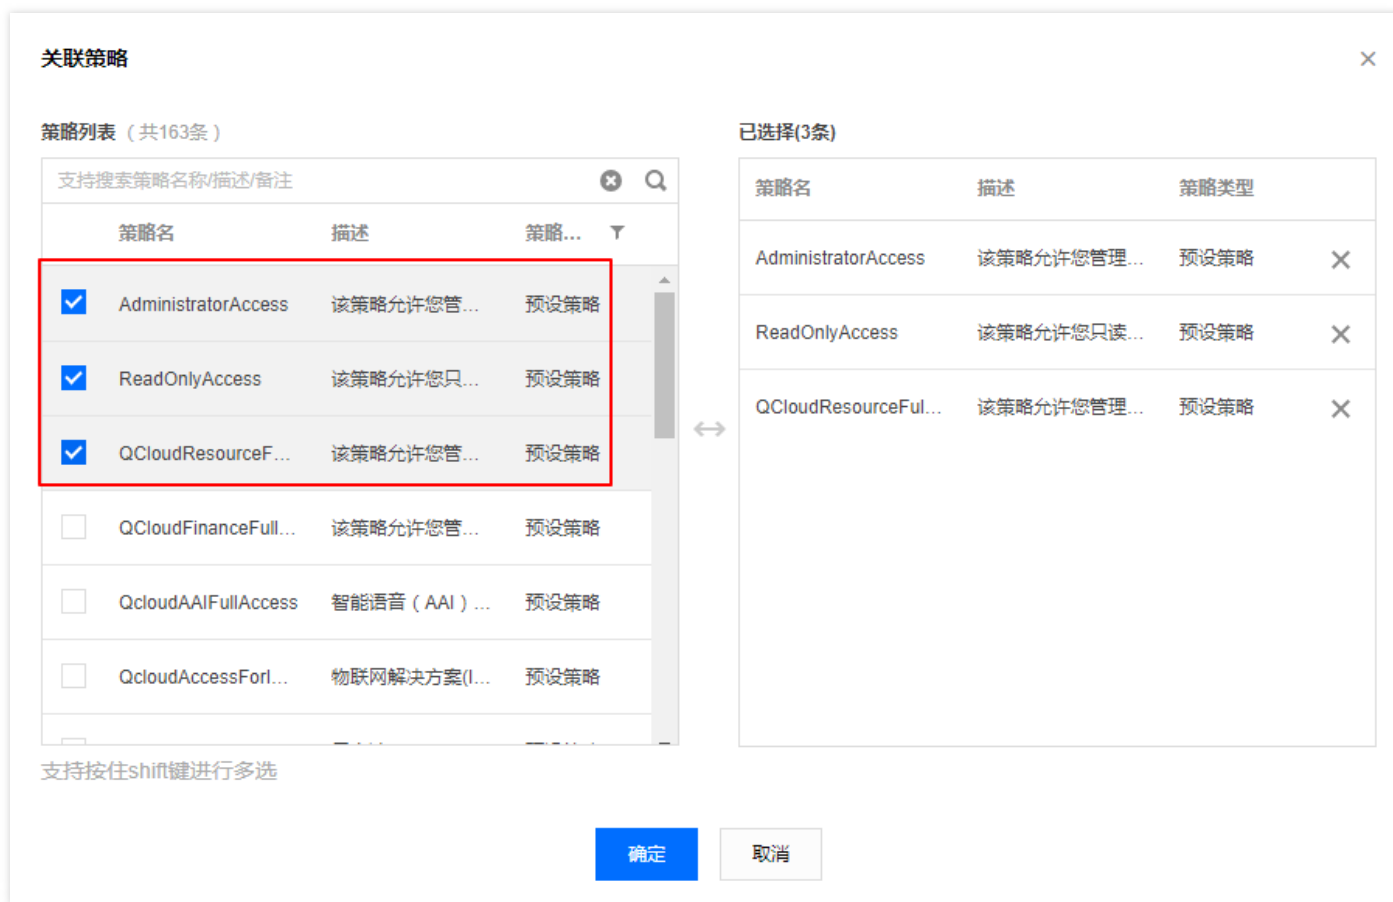 关联策略
策略列表（共163条）
支持搜索策略名称/描述/备注
策略名 描述 策略...
AdministratorAccess 该策略允许您管... 预设策略
ReadOnlyAccess 该策略允许您只... 预设策略
QCloudResourceF... 该策略允许您管... 预设策略
QCloudFinanceFull... 该策略允许您管... 预设策略
QcloudAAIFullAccess 智能语音（AAI）... 预设策略
QcloudAccessForI... 物联网解决方案(I... 预设策略
支持按住shift键进行多选
已选择(3条)
策略名 描述 策略类型
AdministratorAccess 该策略允许您管理... 预设策略
ReadOnlyAccess 该策略允许您只读... 预设策略
QCloudResourceFul... 该策略允许您管理... 预设策略
确定 取消